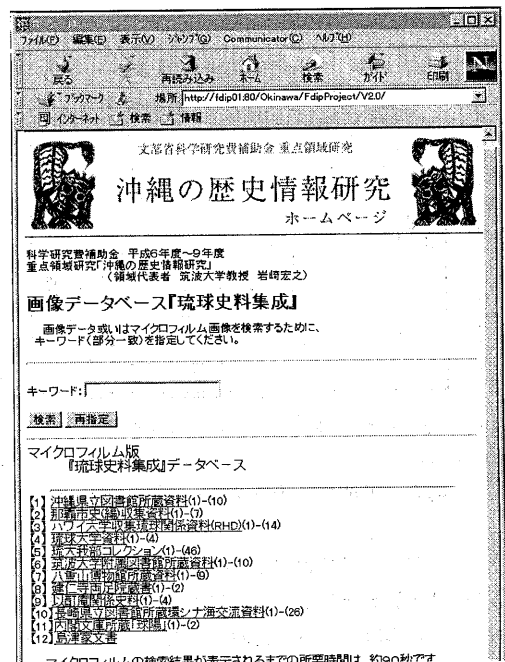 ファイル(F) 編集(E) 表示(V) ジャンプ(G) Communicator(C) ヘルプ(H)
戻る 再読み込み ホーム 検索 ガイド 印刷 N
ブックマーク 場所: http://fdip01:80/Okinawa/FdipProject/V2.0/
インターネット 検索 情報
文部省科学研究費補助金 重点領域研究
沖縄の歴史情報研究
ホームページ
科学研究費補助金 平成6年度～9年度
重点領域研究「沖縄の歴史情報研究」
(領域代表者 筑波大学教授 岩崎宏之)
画像データベース『琉球史料集成』
画像データ或いはマイクロフィルム画像を検索するために、
キーワード(部分一致)を指定してください。
キーワード:
検索 再指定
マイクロフィルム版
『琉球史料集成』データベース
【1】沖縄県立図書館所蔵資料(1)-(10)
【2】那覇市史(編)収集資料(1)-(7)
【3】ハワイ大学収集琉球関係資料(RHD)(1)-(14)
【4】琉球大学資料(1)-(4)
【5】琉大我部コレクション(1)-(46)
【6】筑波大学附属図書館所蔵資料(1)-(10)
【7】八重山博物館所蔵資料(1)-(9)
【8】建仁寺両足院蔵書(1)-(2)
【9】以酊庵関係史料(1)-(4)
【10】長崎県立図書館所蔵環シナ海交流資料(1)-(26)
【11】内閣文庫所蔵『球陽』(1)-(2)
【12】島津家文書
マイクロフィルムの検索結果が表示されるまでの所要時間は、約90秒です